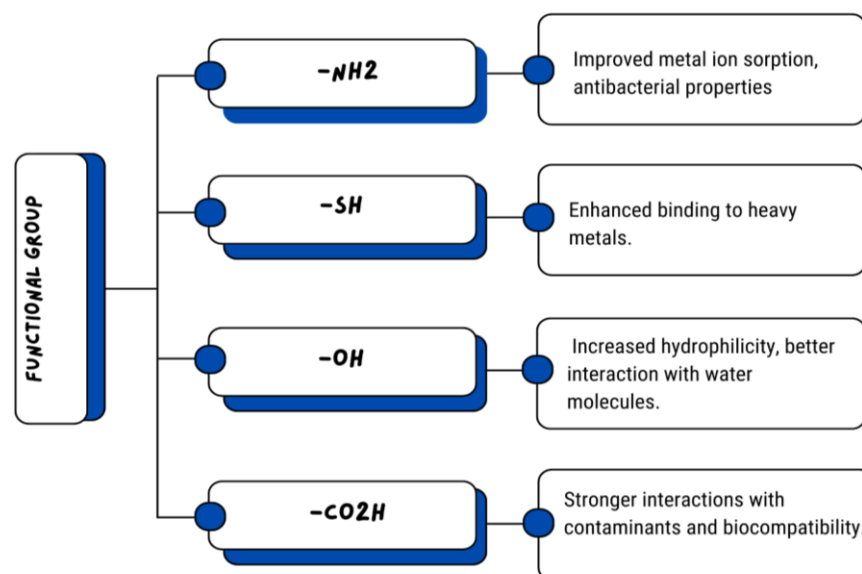 FUNCTIONAL GROUP
-NH2
Improved metal ion sorption,
antibacterial properties
-SH
Enhanced binding to heavy
metals.
-OH
Increased hydrophilicity, better
interaction with water
molecules.
-CO2H
Stronger interactions with
contaminants and biocompatibility.